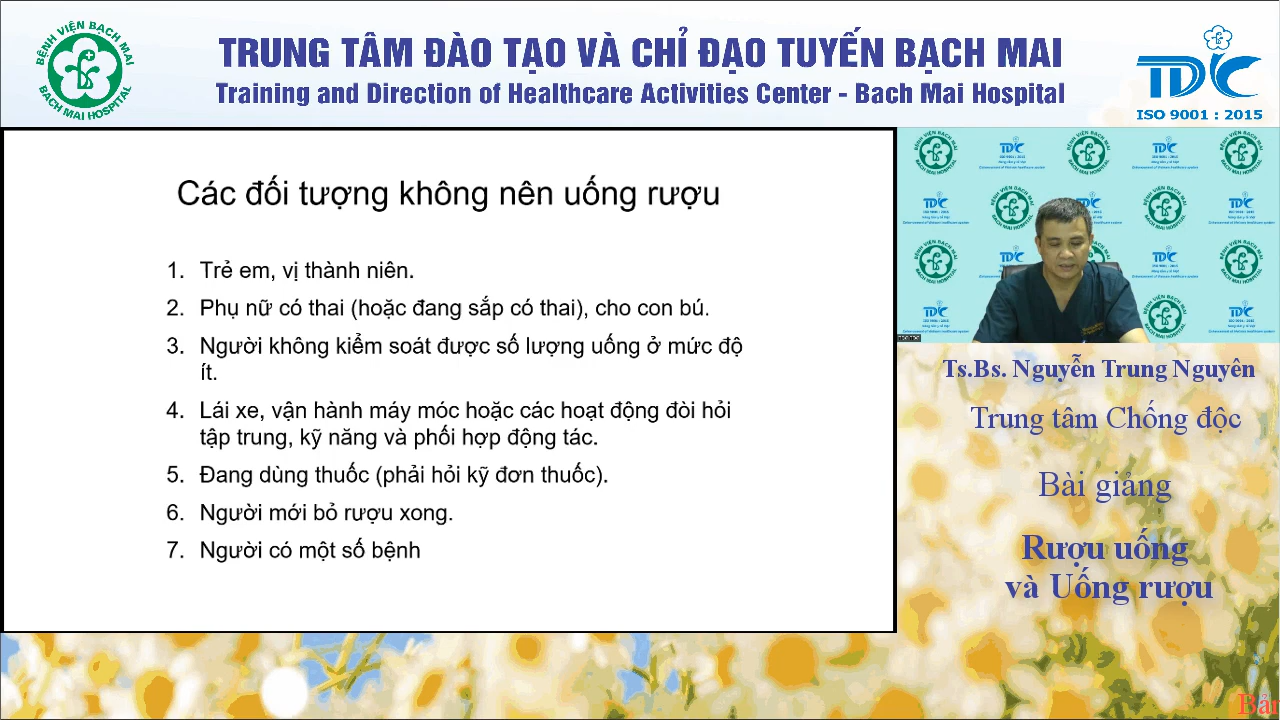 BỆNH VIỆN BẠCH MAI
BACH MAI HOSPITAL
TRUNG TÂM ĐÀO TẠO VÀ CHỈ ĐẠO TUYẾN BẠCH MAI
Training and Direction of Healthcare Activities Center - Bach Mai Hospital
TDC
ISO 9001 : 2015
Các đối tượng không nên uống rượu
1. Trẻ em, vị thành niên.
2. Phụ nữ có thai (hoặc đang sắp có thai), cho con bú.
3. Người không kiểm soát được số lượng uống ở mức độ
ít.
4. Lái xe, vận hành máy móc hoặc các hoạt động đòi hỏi
tập trung, kỹ năng và phối hợp động tác.
5. Đang dùng thuốc (phải hỏi kỹ đơn thuốc).
6. Người mới bỏ rượu xong.
7. Người có một số bệnh
Ts.Bs. Nguyễn Trung Nguyên
Trung tâm Chống độc
Bài giảng
Rượu uống
và Uống rượu